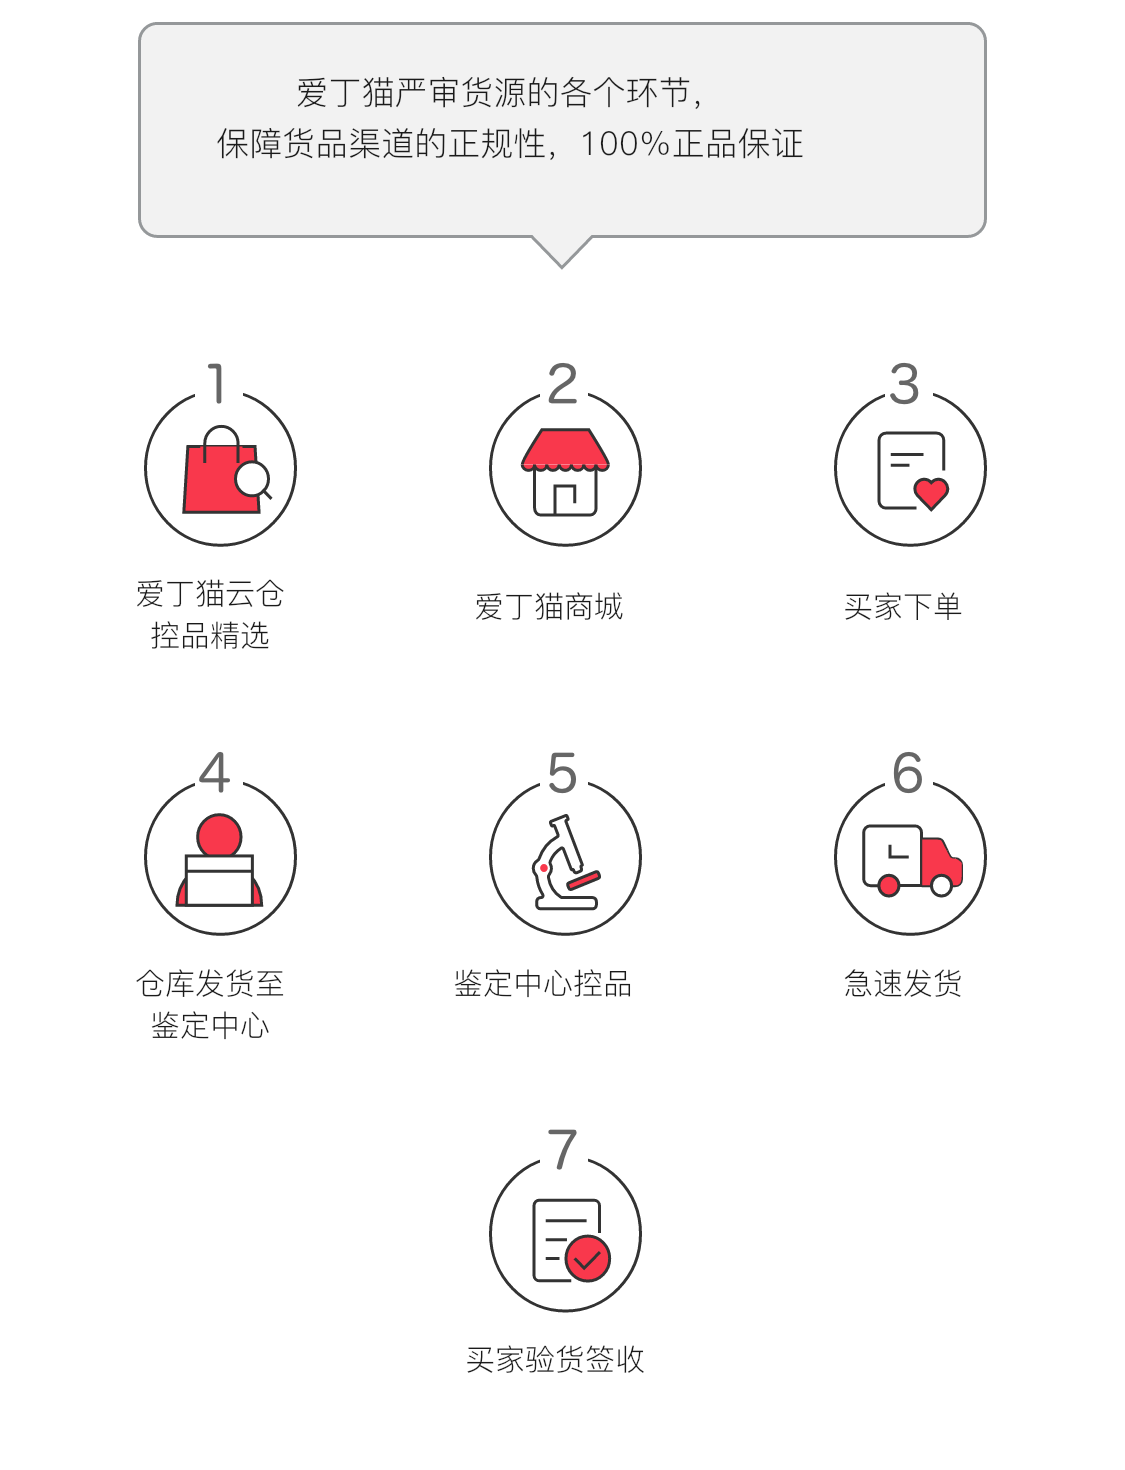 爱丁猫严审货源的各个环节，
保障货品渠道的正规性，100%正品保证
1
2
3
爱丁猫云仓
控品精选
爱丁猫商城
买家下单
4
5
6
仓库发货至
鉴定中心
鉴定中心控品
急速发货
7
买家验货签收